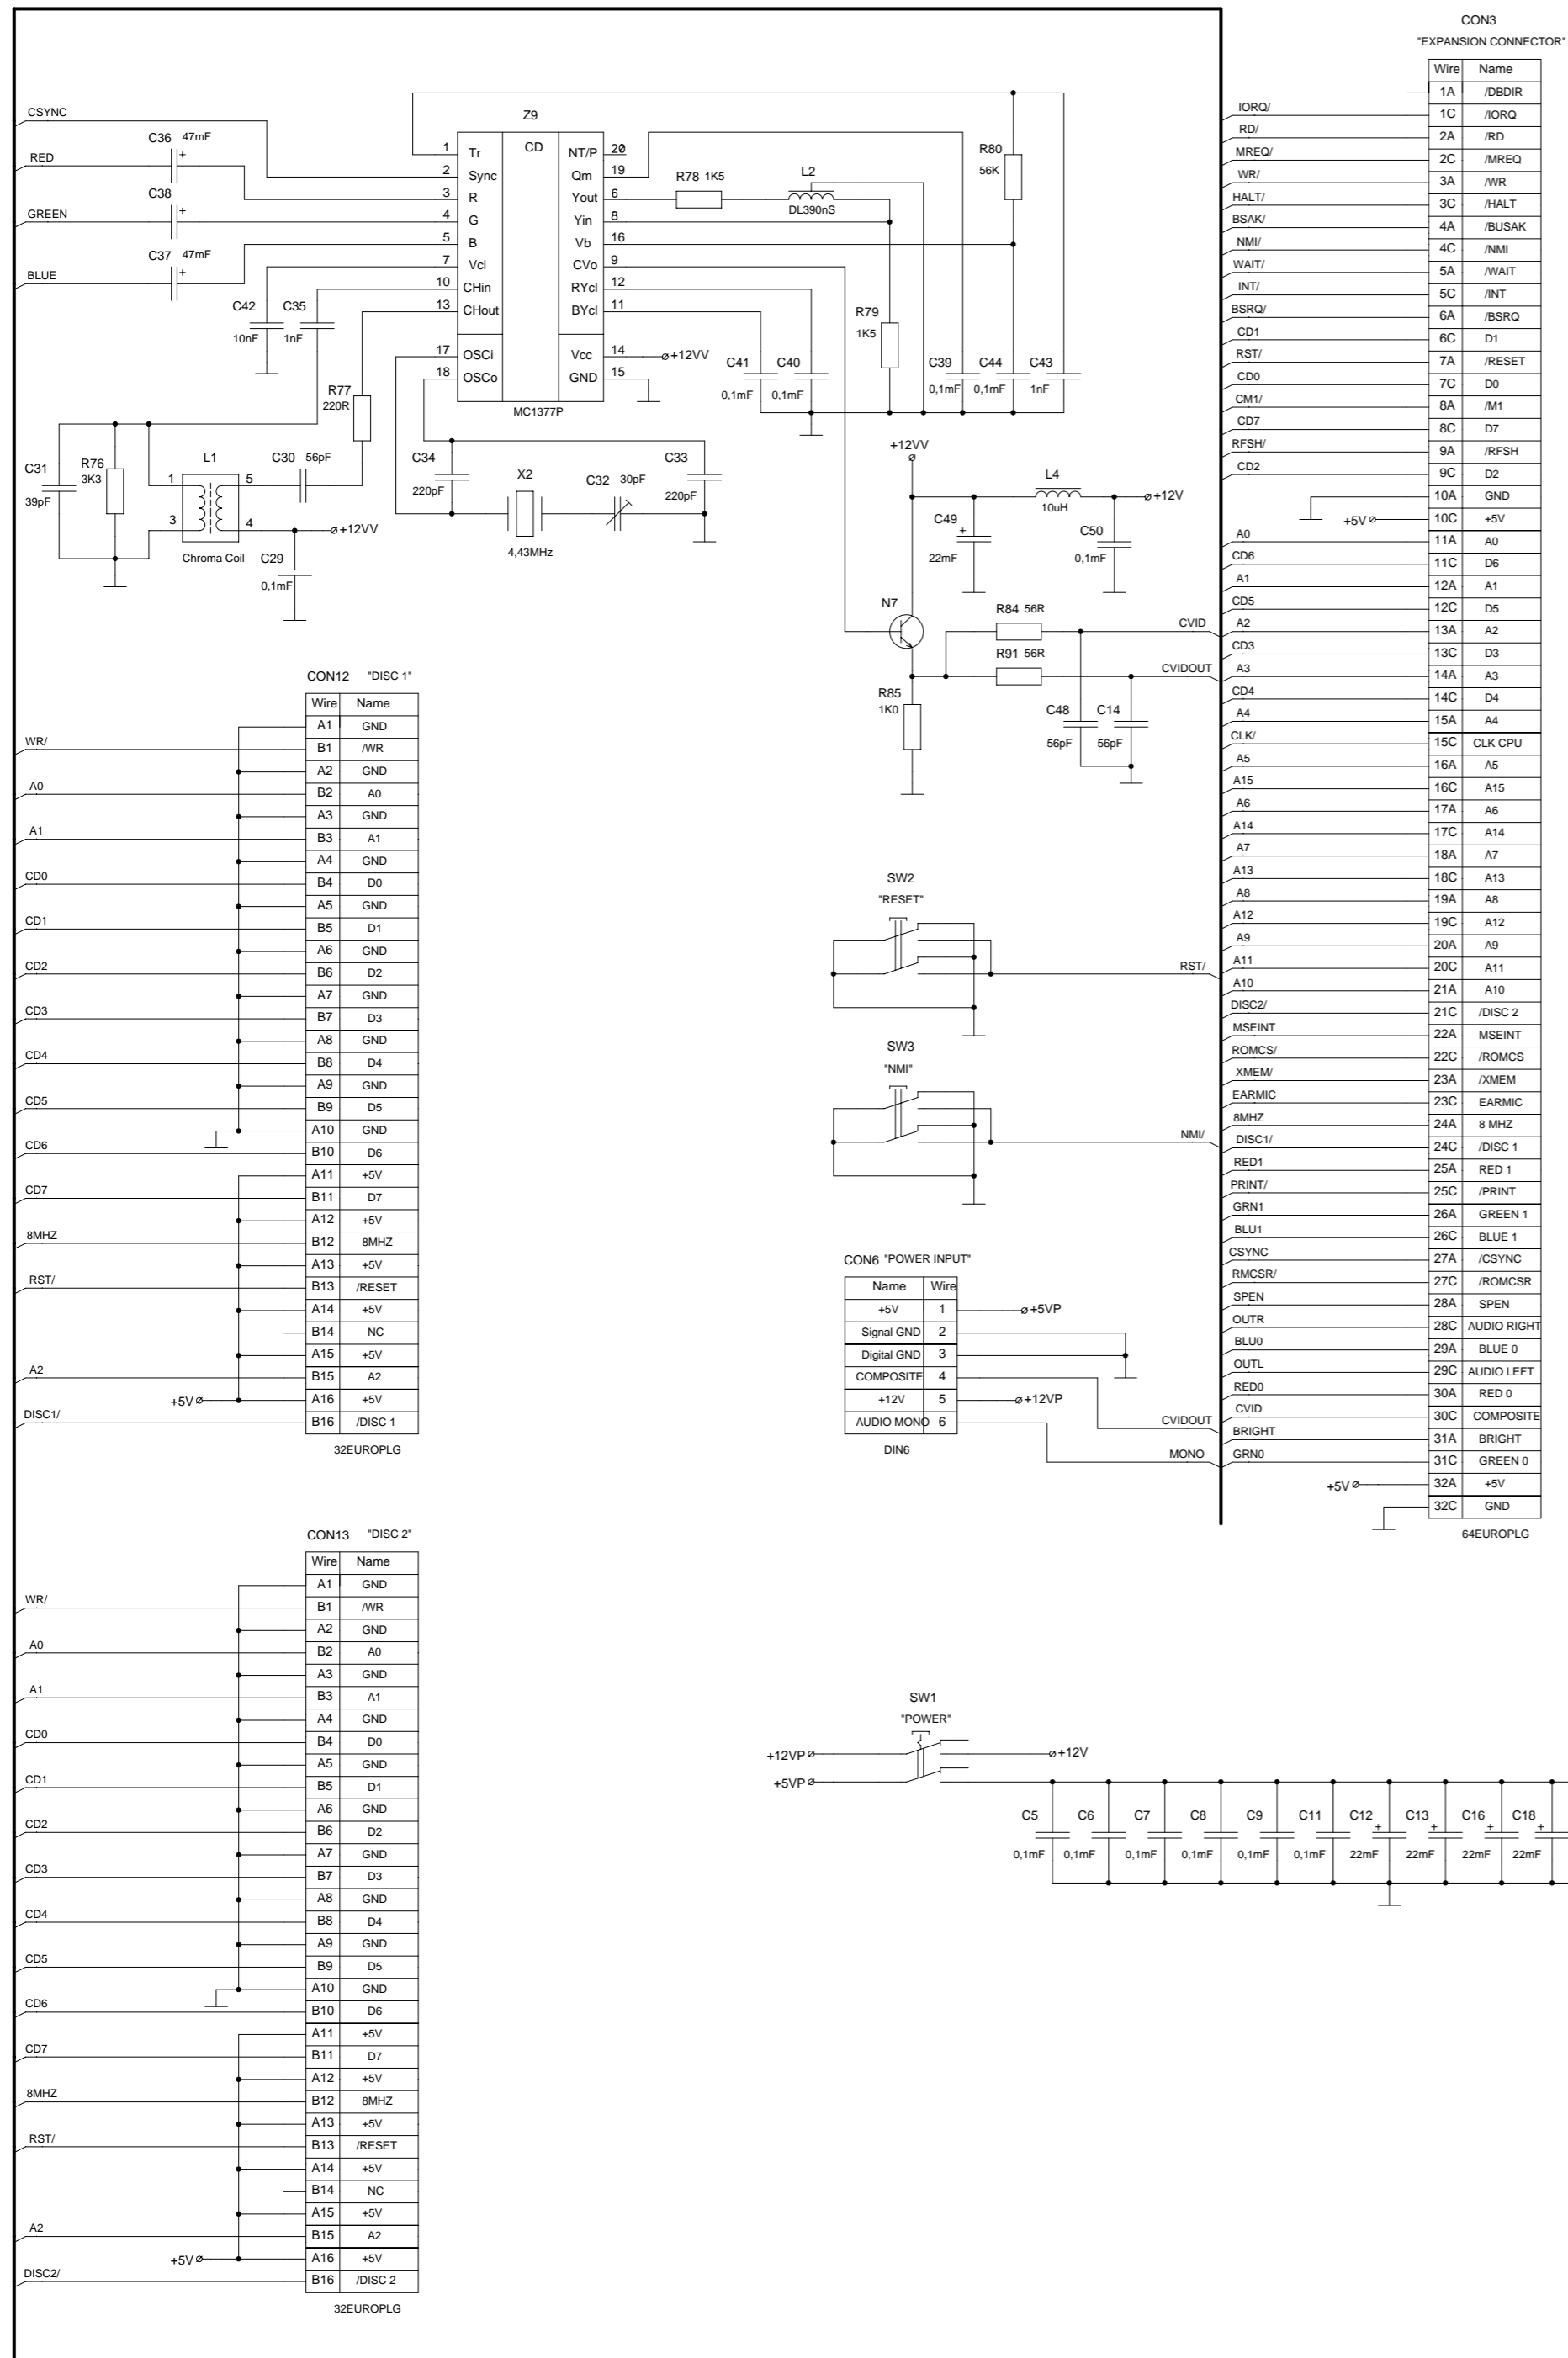 CSYNC
RED
GREEN
BLUE
C36 47mF
+
C38
+
C37 47mF
+
C42
10nF
C35
1nF
Z9
CD
1 Tr
2 Sync
3 R
4 G
5 B
7 Vcl
10 CHin
13 CHout
17 OSCi
18 OSCo
NT/P 20
Qm 19
Yout 6
Yin 8
Vb 16
CVo 9
RYcl 12
BYcl 11
Vcc 14
GND 15
MC1377P
+12VV
R78 1K5
L2
DL390nS
R80
56K
R79
1K5
C41
0,1mF
C40
0,1mF
C39
0,1mF
C44
0,1mF
C43
1nF
R77
220R
C31
39pF
R76
3K3
L1
1 5
3 4
Chroma Coil
C30 56pF
+12VV
C29
0,1mF
C34
220pF
X2
4,43MHz
C32 30pF
C33
220pF
+12VV
L4
10uH
+12V
C49
+
22mF
C50
0,1mF
N7
R84 56R
CVID
R91 56R
CVIDOUT
R85
1K0
C48
56pF
C14
56pF
CON12 "DISC 1"
Wire Name
A1 GND
WR/ B1 /WR
A2 GND
A0 B2 A0
A3 GND
A1 B3 A1
A4 GND
CD0 B4 D0
A5 GND
CD1 B5 D1
A6 GND
CD2 B6 D2
A7 GND
CD3 B7 D3
A8 GND
CD4 B8 D4
A9 GND
CD5 B9 D5
A10 GND
CD6 B10 D6
A11 +5V
CD7 B11 D7
A12 +5V
8MHZ B12 8MHZ
A13 +5V
RST/ B13 /RESET
A14 +5V
B14 NC
A15 +5V
A2 B15 A2
+5V A16 +5V
DISC1/ B16 /DISC 1
32EUROPLG
CON13 "DISC 2"
Wire Name
A1 GND
WR/ B1 /WR
A2 GND
A0 B2 A0
A3 GND
A1 B3 A1
A4 GND
CD0 B4 D0
A5 GND
CD1 B5 D1
A6 GND
CD2 B6 D2
A7 GND
CD3 B7 D3
A8 GND
CD4 B8 D4
A9 GND
CD5 B9 D5
A10 GND
CD6 B10 D6
A11 +5V
CD7 B11 D7
A12 +5V
8MHZ B12 8MHZ
A13 +5V
RST/ B13 /RESET
A14 +5V
B14 NC
A15 +5V
A2 B15 A2
+5V A16 +5V
DISC2/ B16 /DISC 2
32EUROPLG
SW2
"RESET"
RST/
SW3
"NMI"
NMI/
CON6 "POWER INPUT"
Name Wire
+5V 1 +5VP
Signal GND 2
Digital GND 3
COMPOSITE 4 CVIDOUT
+12V 5 +12VP
AUDIO MONO 6 MONO
DIN6
SW1
"POWER"
+12VP +12V
+5VP
C5
0,1mF
C6
0,1mF
C7
0,1mF
C8
0,1mF
C9
0,1mF
C11
0,1mF
C12
+
22mF
C13
+
22mF
C16
+
22mF
C18
+
22mF
CON3
"EXPANSION CONNECTOR"
Wire Name
1A /DBDIR
IORQ/ 1C /IORQ
RD/ 2A /RD
MREQ/ 2C /MREQ
WR/ 3A /WR
HALT/ 3C /HALT
BSAK/ 4A /BUSAK
NMI/ 4C /NMI
WAIT/ 5A /WAIT
INT/ 5C /INT
BSRQ/ 6A /BSRQ
CD1 6C D1
RST/ 7A /RESET
CD0 7C D0
CM1/ 8A /M1
CD7 8C D7
RFSH/ 9A /RFSH
CD2 9C D2
10A GND
+5V 10C +5V
A0 11A A0
CD6 11C D6
A1 12A A1
CD5 12C D5
A2 13A A2
CD3 13C D3
A3 14A A3
CD4 14C D4
A4 15A A4
CLK/ 15C CLK CPU
A5 16A A5
A15 16C A15
A6 17A A6
A14 17C A14
A7 18A A7
A13 18C A13
A8 19A A8
A12 19C A12
A9 20A A9
A11 20C A11
A10 21A A10
DISC2/ 21C /DISC 2
MSEINT 22A MSEINT
ROMCS/ 22C /ROMCS
XMEM/ 23A /XMEM
EARMIC 23C EARMIC
8MHZ 24A 8 MHZ
DISC1/ 24C /DISC 1
RED1 25A RED 1
PRINT/ 25C /PRINT
GRN1 26A GREEN 1
BLU1 26C BLUE 1
CSYNC 27A /CSYNC
RMCSR/ 27C /ROMCSR
SPEN 28A SPEN
OUTR 28C AUDIO RIGHT
BLU0 29A BLUE 0
OUTL 29C AUDIO LEFT
RED0 30A RED 0
CVID 30C COMPOSITE
BRIGHT 31A BRIGHT
GRN0 31C GREEN 0
+5V 32A +5V
32C GND
64EUROPLG